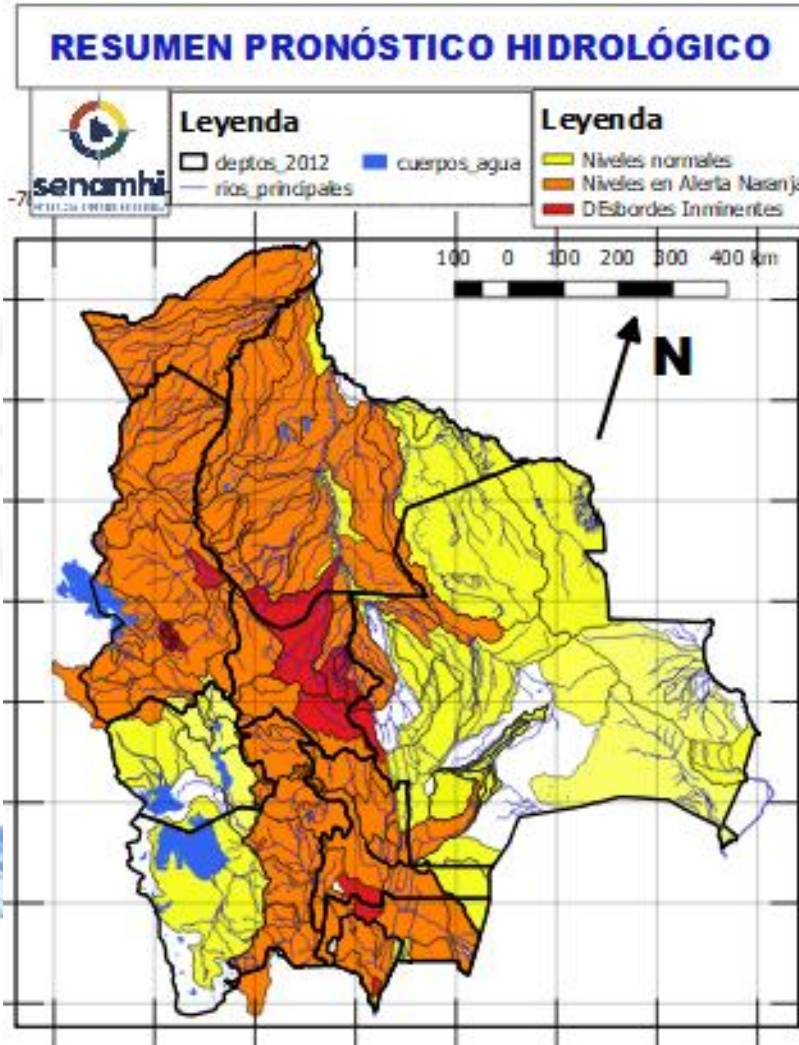 RESUMEN PRONÓSTICO HIDROLÓGICO
senamhi
Leyenda
deptos_2012
cuerpos_agua
rios_principales
Leyenda
Niveles normales
Niveles en Alerta Naranja
DEsbordes Inminentes
100 0 100 200 300 400 km
N